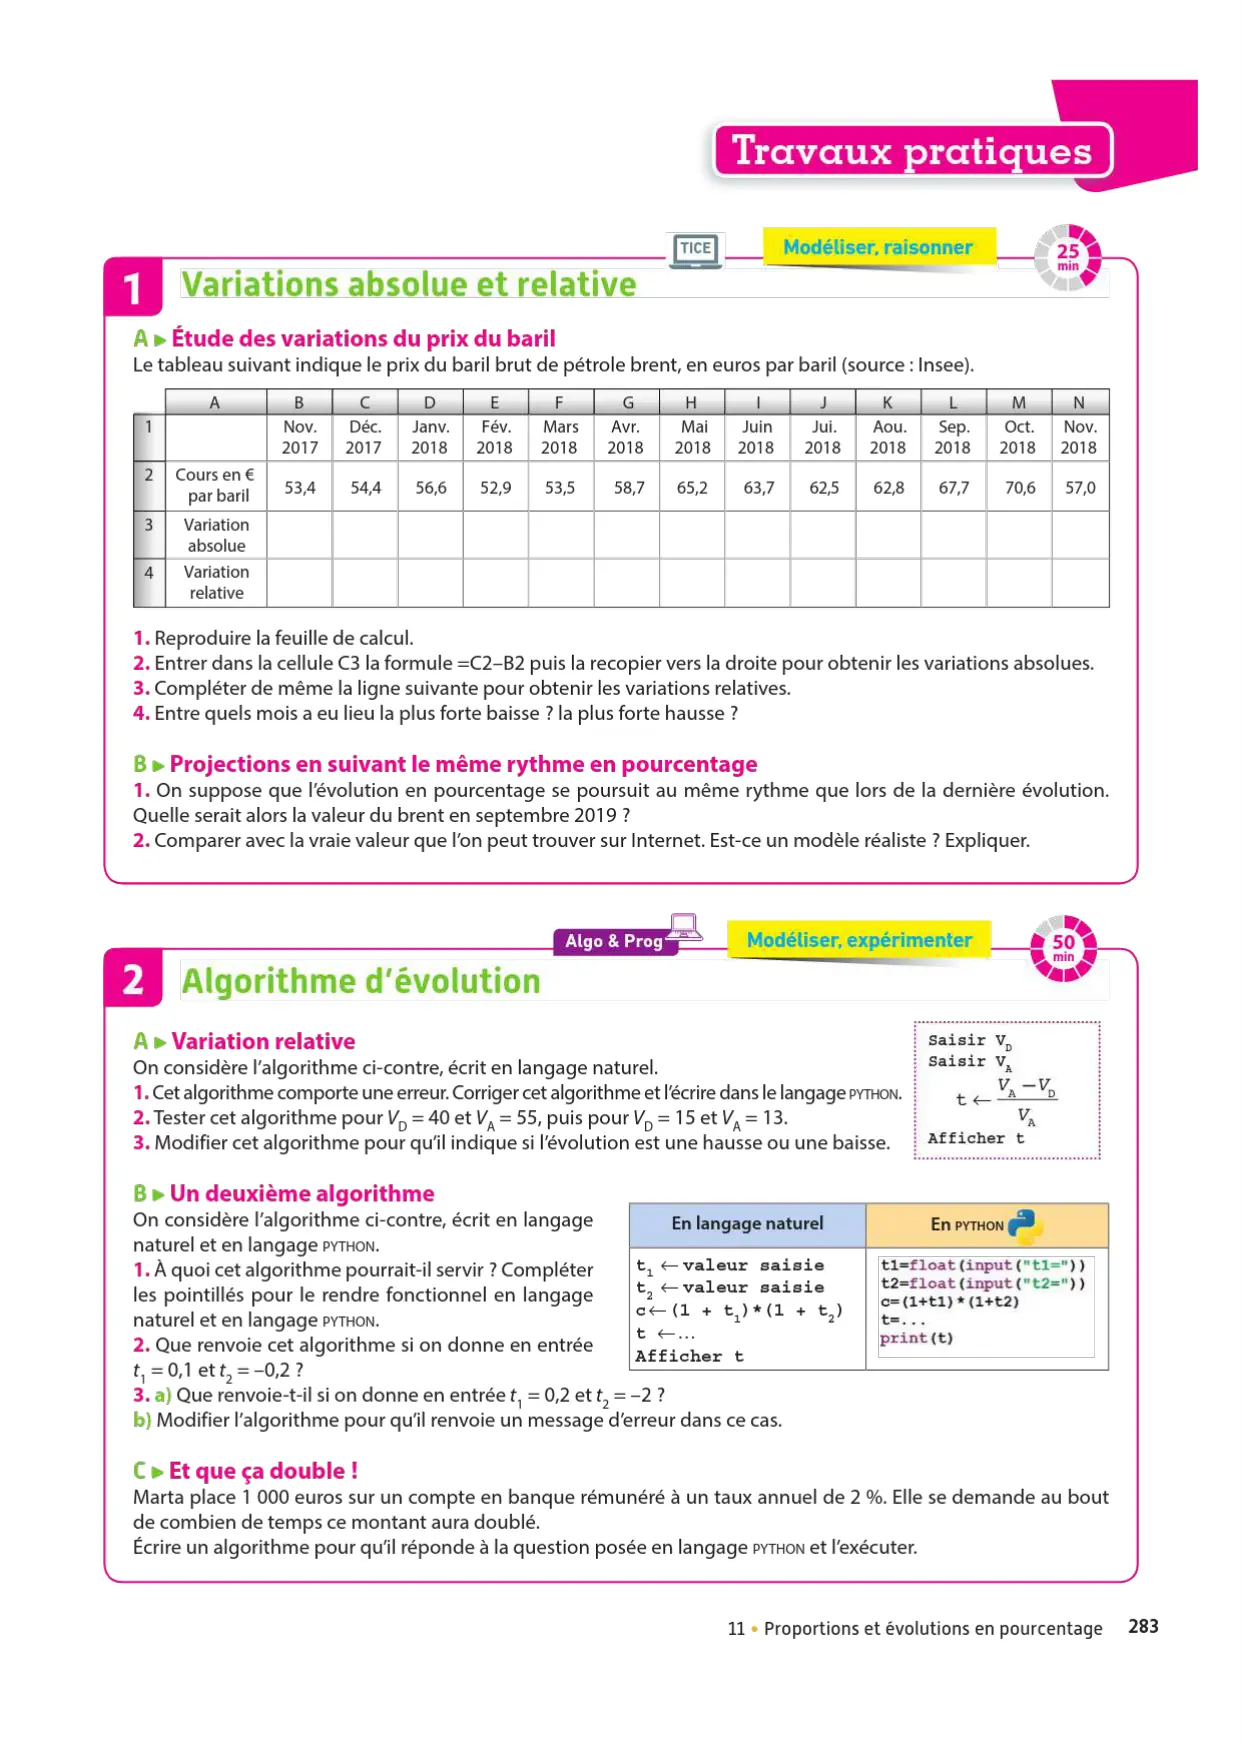 Travaux pratiques
TICE
Modéliser, raisonner
25
min
1
Variations absolue et relative
A ▸ Étude des variations du prix du baril
Le tableau suivant indique le prix du baril brut de pétrole brent, en euros par baril (source : Insee).
A B C D E F G H I J K L M N
1 Nov. 2017 Déc. 2017 Janv. 2018 Fév. 2018 Mars 2018 Avr. 2018 Mai 2018 Juin 2018 Jui. 2018 Aou. 2018 Sep. 2018 Oct. 2018 Nov. 2018
2 Cours en € par baril 53,4 54,4 56,6 52,9 53,5 58,7 65,2 63,7 62,5 62,8 67,7 70,6 57,0
3 Variation absolue
4 Variation relative
1. Reproduire la feuille de calcul.
2. Entrer dans la cellule C3 la formule =C2–B2 puis la recopier vers la droite pour obtenir les variations absolues.
3. Compléter de même la ligne suivante pour obtenir les variations relatives.
4. Entre quels mois a eu lieu la plus forte baisse ? la plus forte hausse ?
B ▸ Projections en suivant le même rythme en pourcentage
1. On suppose que l'évolution en pourcentage se poursuit au même rythme que lors de la dernière évolution.
Quelle serait alors la valeur du brent en septembre 2019 ?
2. Comparer avec la vraie valeur que l'on peut trouver sur Internet. Est-ce un modèle réaliste ? Expliquer.
Algo & Prog
Modéliser, expérimenter
50
min
2
Algorithme d'évolution
A ▸ Variation relative
On considère l'algorithme ci-contre, écrit en langage naturel.
1. Cet algorithme comporte une erreur. Corriger cet algorithme et l'écrire dans le langage PYTHON.
2. Tester cet algorithme pour V_D = 40 et V_A = 55, puis pour V_D = 15 et V_A = 13.
3. Modifier cet algorithme pour qu'il indique si l'évolution est une hausse ou une baisse.
Saisir V_D
Saisir V_A
t ← (V_A – V_D) / V_A
Afficher t
B ▸ Un deuxième algorithme
On considère l'algorithme ci-contre, écrit en langage
naturel et en langage PYTHON.
1. À quoi cet algorithme pourrait-il servir ? Compléter
les pointillés pour le rendre fonctionnel en langage
naturel et en langage PYTHON.
2. Que renvoie cet algorithme si on donne en entrée
t₁ = 0,1 et t₂ = –0,2 ?
En langage naturel
t₁ ← valeur saisie
t₂ ← valeur saisie
c ← (1 + t₁)*(1 + t₂)
t ←...
Afficher t
En PYTHON
t1=float(input("t1="))
t2=float(input("t2="))
c=(1+t1)*(1+t2)
t=...
print(t)
3. a) Que renvoie-t-il si on donne en entrée t₁ = 0,2 et t₂ = –2 ?
b) Modifier l'algorithme pour qu'il renvoie un message d'erreur dans ce cas.
C ▸ Et que ça double !
Marta place 1 000 euros sur un compte en banque rémunéré à un taux annuel de 2 %. Elle se demande au bout
de combien de temps ce montant aura doublé.
Écrire un algorithme pour qu'il réponde à la question posée en langage PYTHON et l'exécuter.
11 • Proportions et évolutions en pourcentage 283